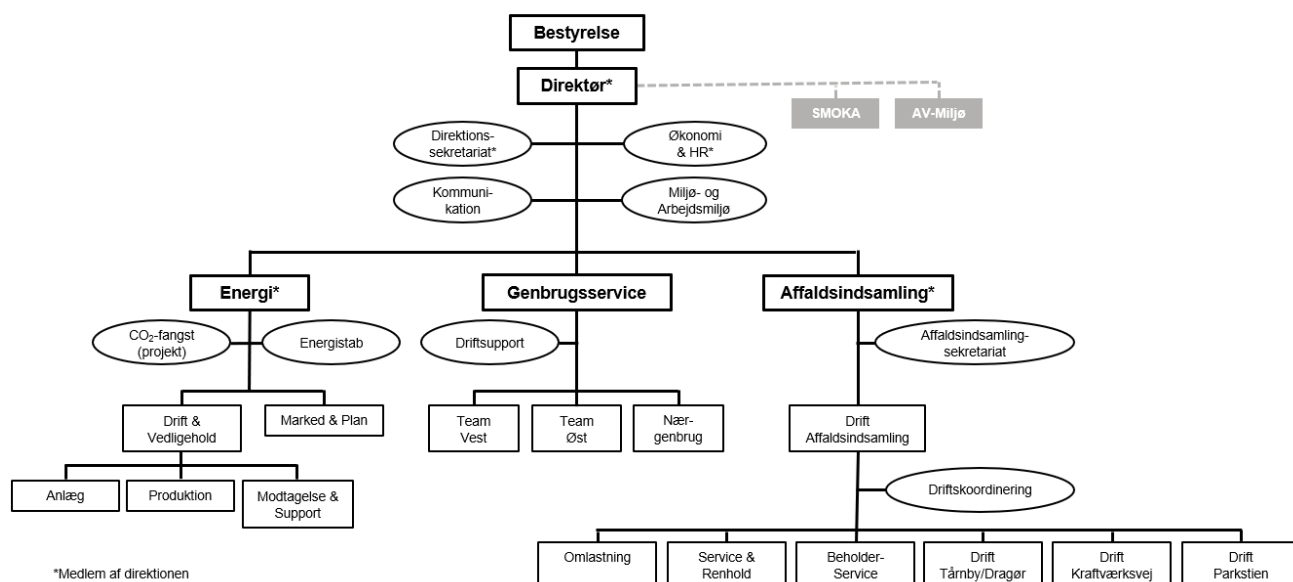 Bestyrelse
Direktør*
SMOKA
AV-Miljø
Direktions-
sekretariat*
Økonomi
& HR*
Kommuni-
kation
Miljø- og
Arbejdsmiljø
Energi*
Genbrugsservice
Affaldsindsamling*
CO₂-fangst
(projekt)
Energistab
Driftsupport
Affaldsindsamling-
sekretariat
Drift &
Vedligehold
Marked & Plan
Team
Vest
Team
Øst
Nær-
genbrug
Drift
Affaldsindsamling
Anlæg
Produktion
Modtagelse &
Support
Driftskoordinering
Omlastning
Service &
Renhold
Beholder-
Service
Drift
Tårnby/Dragør
Drift
Kraftværksvej
Drift
Parkstien
*Medlem af direktionen